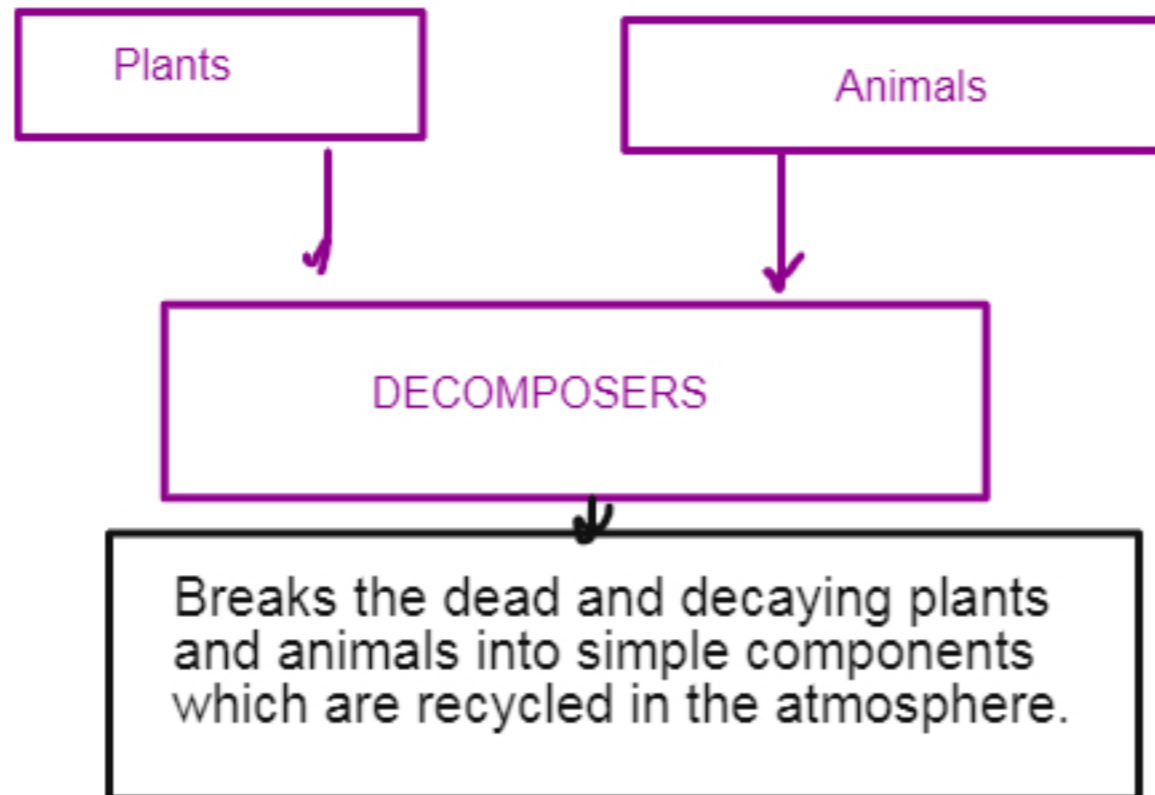 Plants
Animals
DECOMPOSERS
Breaks the dead and decaying plants
and animals into simple components
which are recycled in the atmosphere.